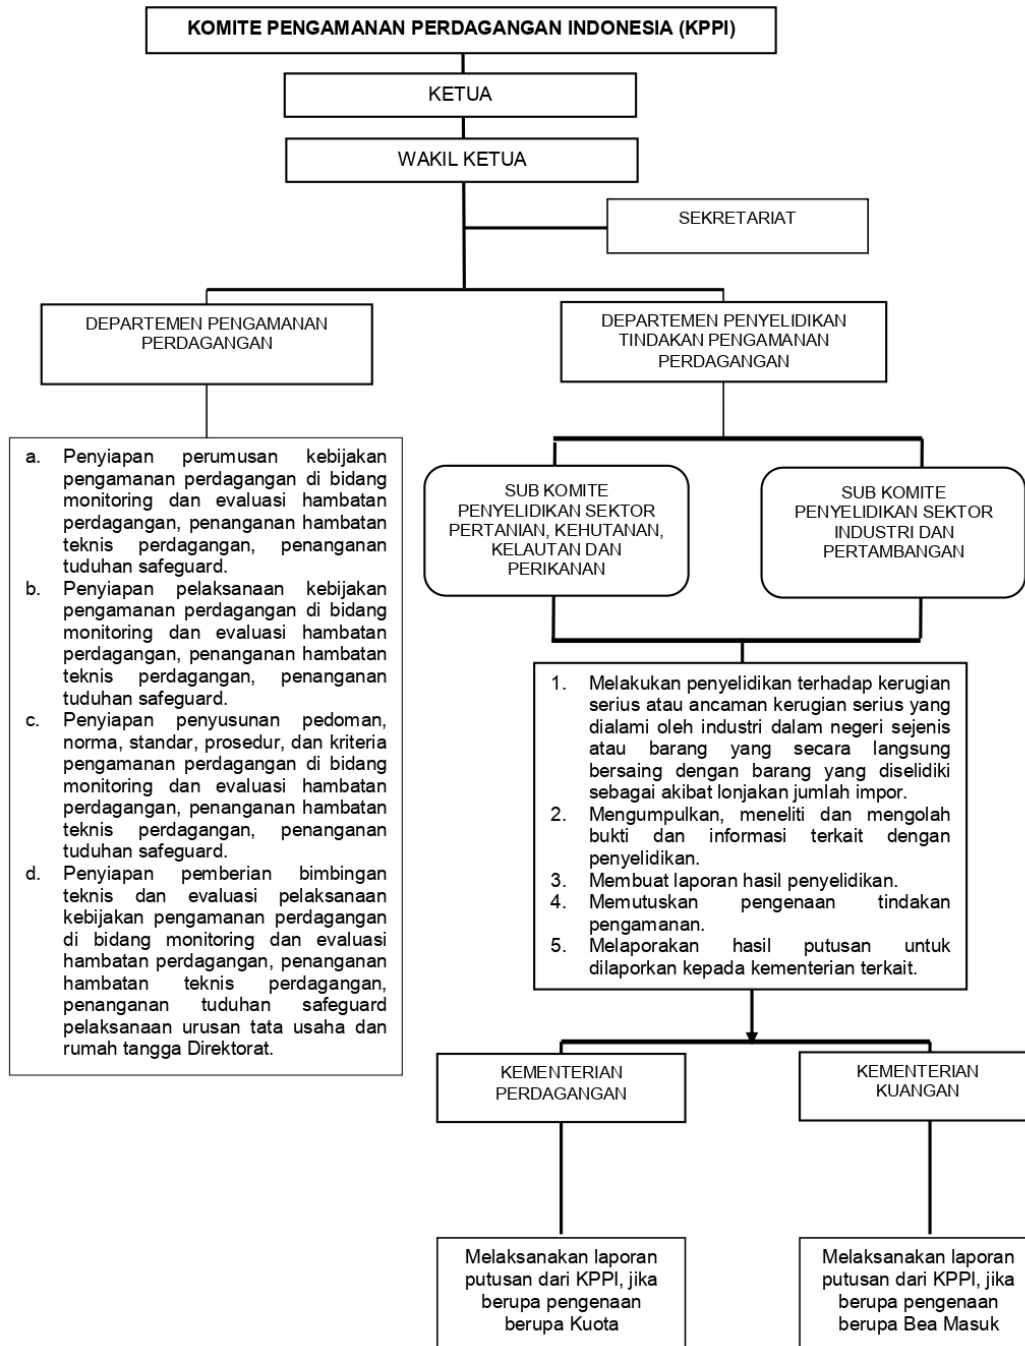 KOMITE PENGAMANAN PERDAGANGAN INDONESIA (KPPI)
KETUA
WAKIL KETUA
SEKRETARIAT
DEPARTEMEN PENGAMANAN
PERDAGANGAN
DEPARTEMEN PENYELIDIKAN
TINDAKAN PENGAMANAN
PERDAGANGAN
a. Penyiapan perumusan kebijakan
pengamanan perdagangan di bidang
monitoring dan evaluasi hambatan
perdagangan, penanganan hambatan
teknis perdagangan, penanganan
tuduhan safeguard.
b. Penyiapan pelaksanaan kebijakan
pengamanan perdagangan di bidang
monitoring dan evaluasi hambatan
perdagangan, penanganan hambatan
teknis perdagangan, penanganan
tuduhan safeguard.
c. Penyiapan penyusunan pedoman,
norma, standar, prosedur, dan kriteria
pengamanan perdagangan di bidang
monitoring dan evaluasi hambatan
perdagangan, penanganan hambatan
teknis perdagangan, penanganan
tuduhan safeguard.
d. Penyiapan pemberian bimbingan
teknis dan evaluasi pelaksanaan
kebijakan pengamanan perdagangan
di bidang monitoring dan evaluasi
hambatan perdagangan, penanganan
hambatan teknis perdagangan,
penanganan tuduhan safeguard
pelaksanaan urusan tata usaha dan
rumah tangga Direktorat.
SUB KOMITE
PENYELIDIKAN SEKTOR
PERTANIAN, KEHUTANAN,
KELAUTAN DAN
PERIKANAN
SUB KOMITE
PENYELIDIKAN SEKTOR
INDUSTRI DAN
PERTAMBANGAN
1. Melakukan penyelidikan terhadap kerugian
serius atau ancaman kerugian serius yang
dialami oleh industri dalam negeri sejenis
atau barang yang secara langsung
bersaing dengan barang yang diselidiki
sebagai akibat lonjakan jumlah impor.
2. Mengumpulkan, meneliti dan mengolah
bukti dan informasi terkait dengan
penyelidikan.
3. Membuat laporan hasil penyelidikan.
4. Memutuskan pengenaan tindakan
pengamanan.
5. Melaporakan hasil putusan untuk
dilaporkan kepada kementerian terkait.
KEMENTERIAN
PERDAGANGAN
KEMENTERIAN
KUANGAN
Melaksanakan laporan
putusan dari KPPI, jika
berupa pengenaan
berupa Kuota
Melaksanakan laporan
putusan dari KPPI, jika
berupa pengenaan
berupa Bea Masuk